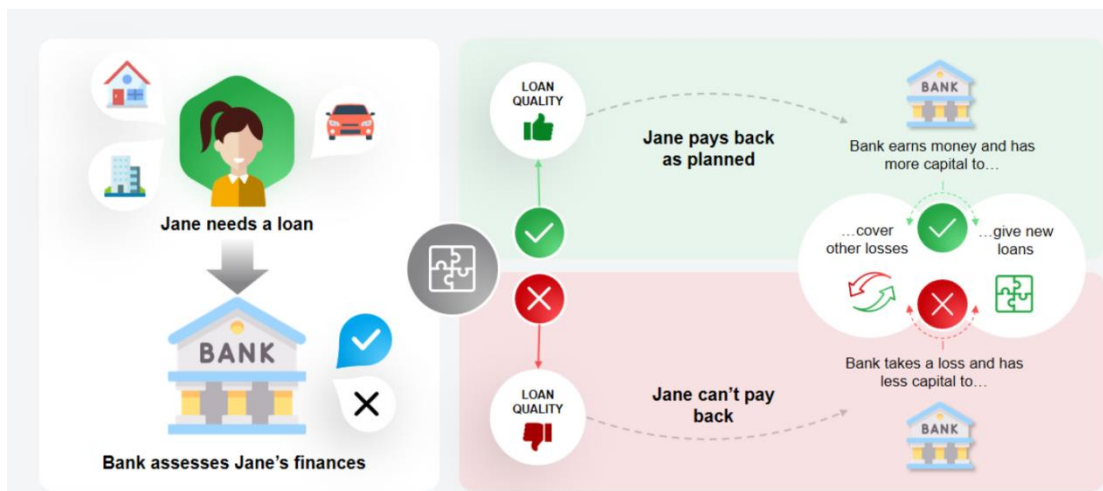 Jane needs a loan
BANK
Bank assesses Jane’s finances
LOAN
QUALITY
Jane pays back
as planned
BANK
Bank earns money and has
more capital to…
…cover
other losses
…give new
loans
Bank takes a loss and has
less capital to…
LOAN
QUALITY
Jane can’t pay
back
BANK